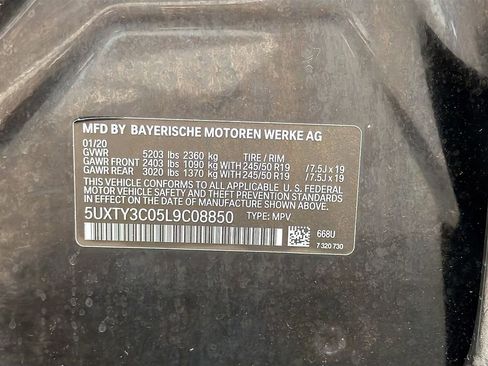 MFD BY BAYERISCHE MOTOREN WERKE AG
01/20
GVWR 5203 lbs 2360 kg TIRE / RIM
GAWR FRONT 2403 lbs 1090 kg WITH 245/50 R19 /7.5J x 19
GAWR REAR 3020 lbs 1370 kg WITH 245/50 R19 /7.5J x 19
THIS VEHICLE CONFORMS TO ALL APPLICABLE U. S. FEDERAL
MOTOR VEHICLE SAFETY AND THEFT PREVENTION STANDARDS
IN EFFECT ON THE DATE OF MANUFACTURE SHOWN ABOVE.
5UXTY3C05L9C08850 TYPE: MPV
668U
7 320 730